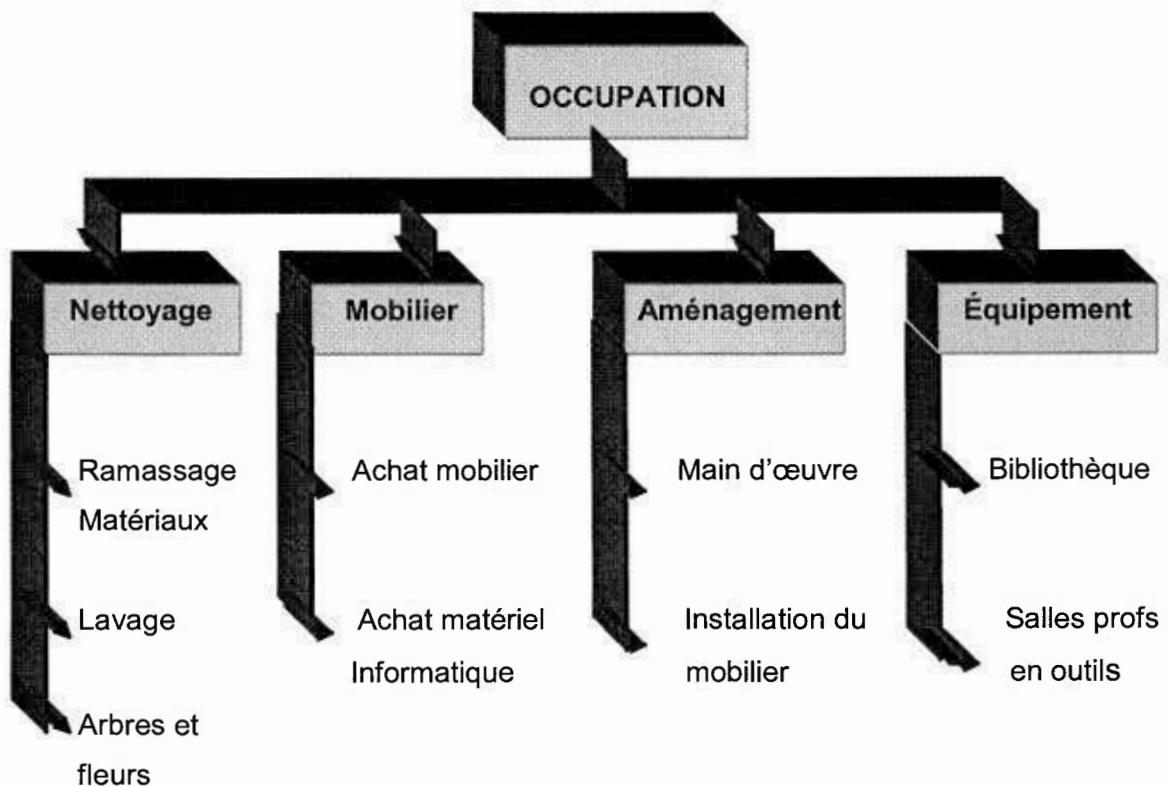 OCCUPATION
Nettoyage
Mobilier
Aménagement
Équipement
Ramassage
Matériaux
Lavage
Arbres et
fleurs
Achat mobilier
Achat matériel
Informatique
Main d'œuvre
Installation du
mobilier
Bibliothèque
Salles profs
en outils